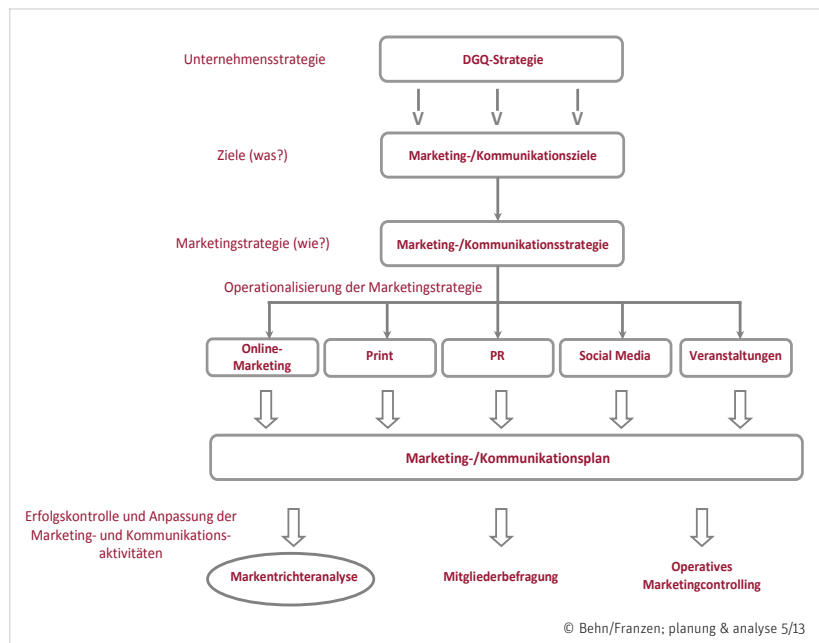 Unternehmensstrategie
DGQ-Strategie
V V V
Ziele (was?)
Marketing-/Kommunikationsziele
Marketingstrategie (wie?)
Marketing-/Kommunikationsstrategie
Operationalisierung der Marketingstrategie
Online-
Marketing
Print
PR
Social Media
Veranstaltungen
Marketing-/Kommunikationsplan
Erfolgskontrolle und Anpassung der
Marketing- und Kommunikations-
aktivitäten
Markentrichteranalyse
Mitgliederbefragung
Operatives
Marketingcontrolling
© Behn/Franzen; planung & analyse 5/13